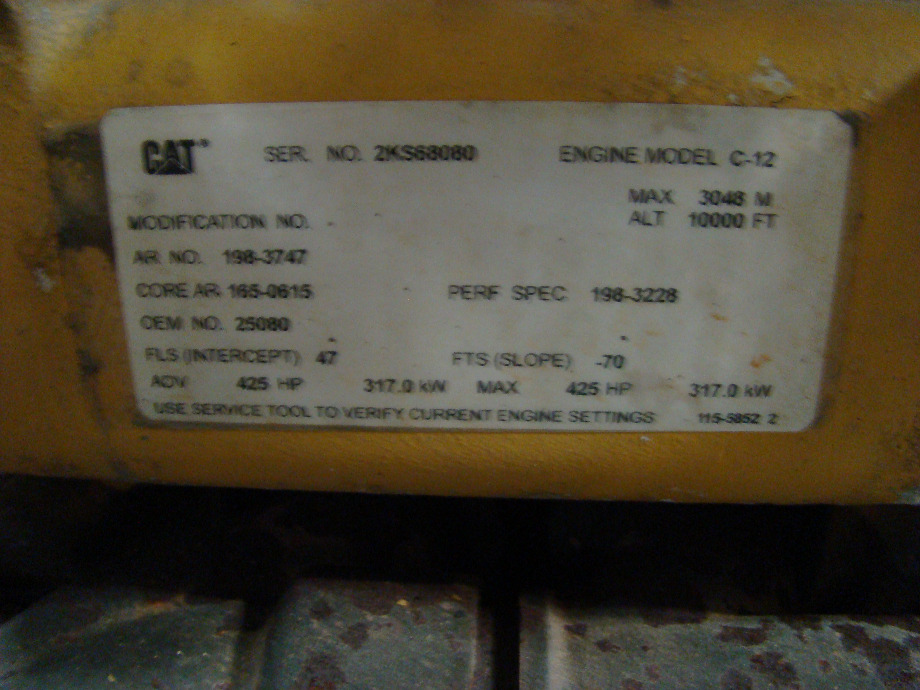 CAT SER. NO. 2KS68080 ENGINE MODEL C-12
MAX 3048 M
MODIFICATION NO. ALT 10000 FT
AR NO. 198-3747
CORE AR 165-0615 PERF SPEC 198-3228
OEM NO. 25080
FLS (INTERCEPT) 47 FTS (SLOPE) -70
ADV 425 HP 317.0 kW MAX 425 HP 317.0 kW
USE SERVICE TOOL TO VERIFY CURRENT ENGINE SETTINGS 115-5852 2